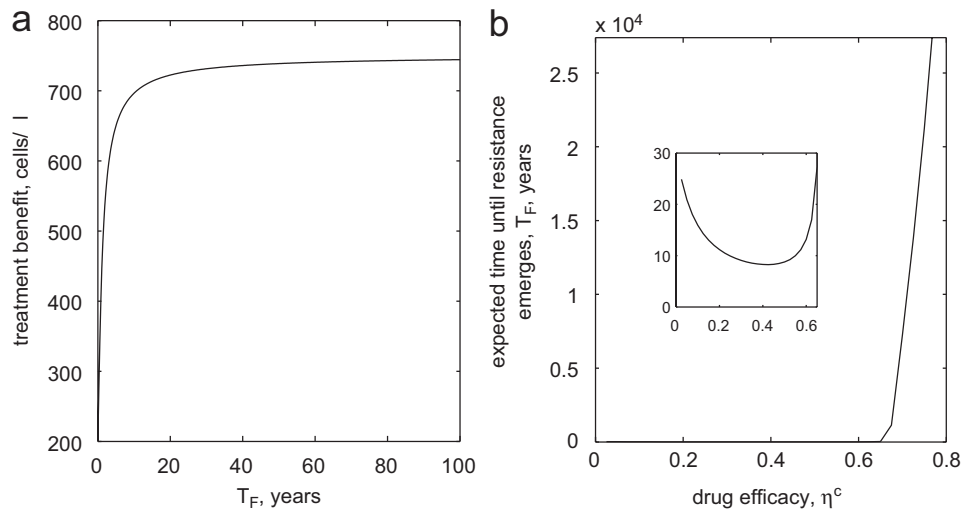 a
800
700
600
500
400
300
200
treatment benefit, cells/ l
0 20 40 60 80 100
T_F, years
b
x 10⁴
2.5
2
1.5
1
0.5
0
expected time until resistance
emerges, T_F, years
30
20
10
0
0 0.2 0.4 0.6
0 0.2 0.4 0.6 0.8
drug efficacy, η^c